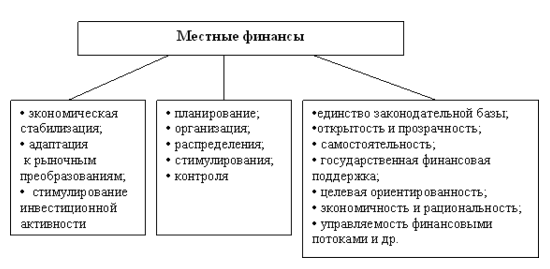 Местные финансы
• экономическая
стабилизация;
• адаптация
к рыночным
преобразованиям;
• стимулирование
инвестиционной
активности
• планирование;
• организация;
• распределения;
• стимулирования;
• контроля
•единство законодательной базы;
•открытость и прозрачность;
• самостоятельность;
• государственная финансовая
поддержка;
• целевая ориентированность;
• экономичность и рациональность;
• управляемость финансовыми
потоками и др.